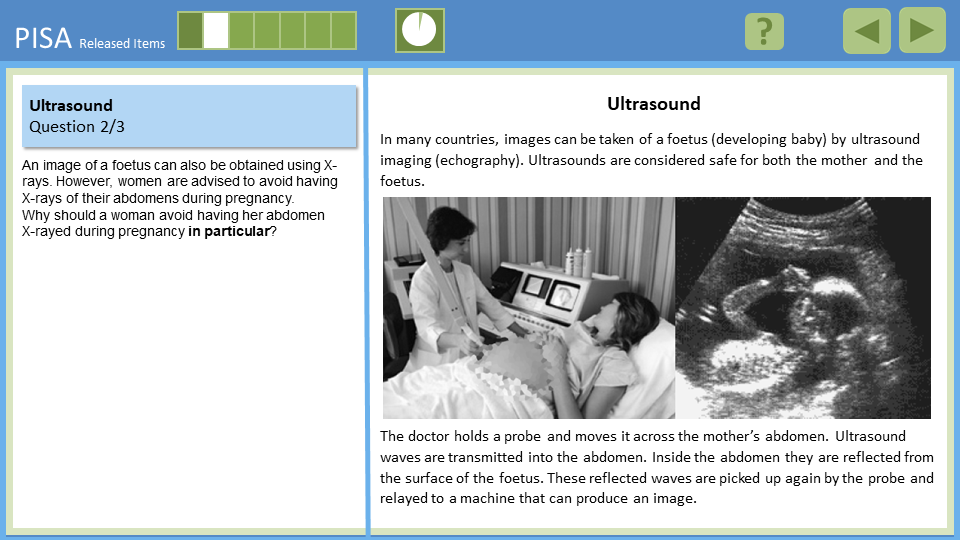 PISA Released Items
?
Ultrasound
Question 2/3
An image of a foetus can also be obtained using X-
rays. However, women are advised to avoid having
X-rays of their abdomens during pregnancy.
Why should a woman avoid having her abdomen
X-rayed during pregnancy in particular?
Ultrasound
In many countries, images can be taken of a foetus (developing baby) by ultrasound
imaging (echography). Ultrasounds are considered safe for both the mother and the
foetus.
The doctor holds a probe and moves it across the mother’s abdomen. Ultrasound
waves are transmitted into the abdomen. Inside the abdomen they are reflected from
the surface of the foetus. These reflected waves are picked up again by the probe and
relayed to a machine that can produce an image.